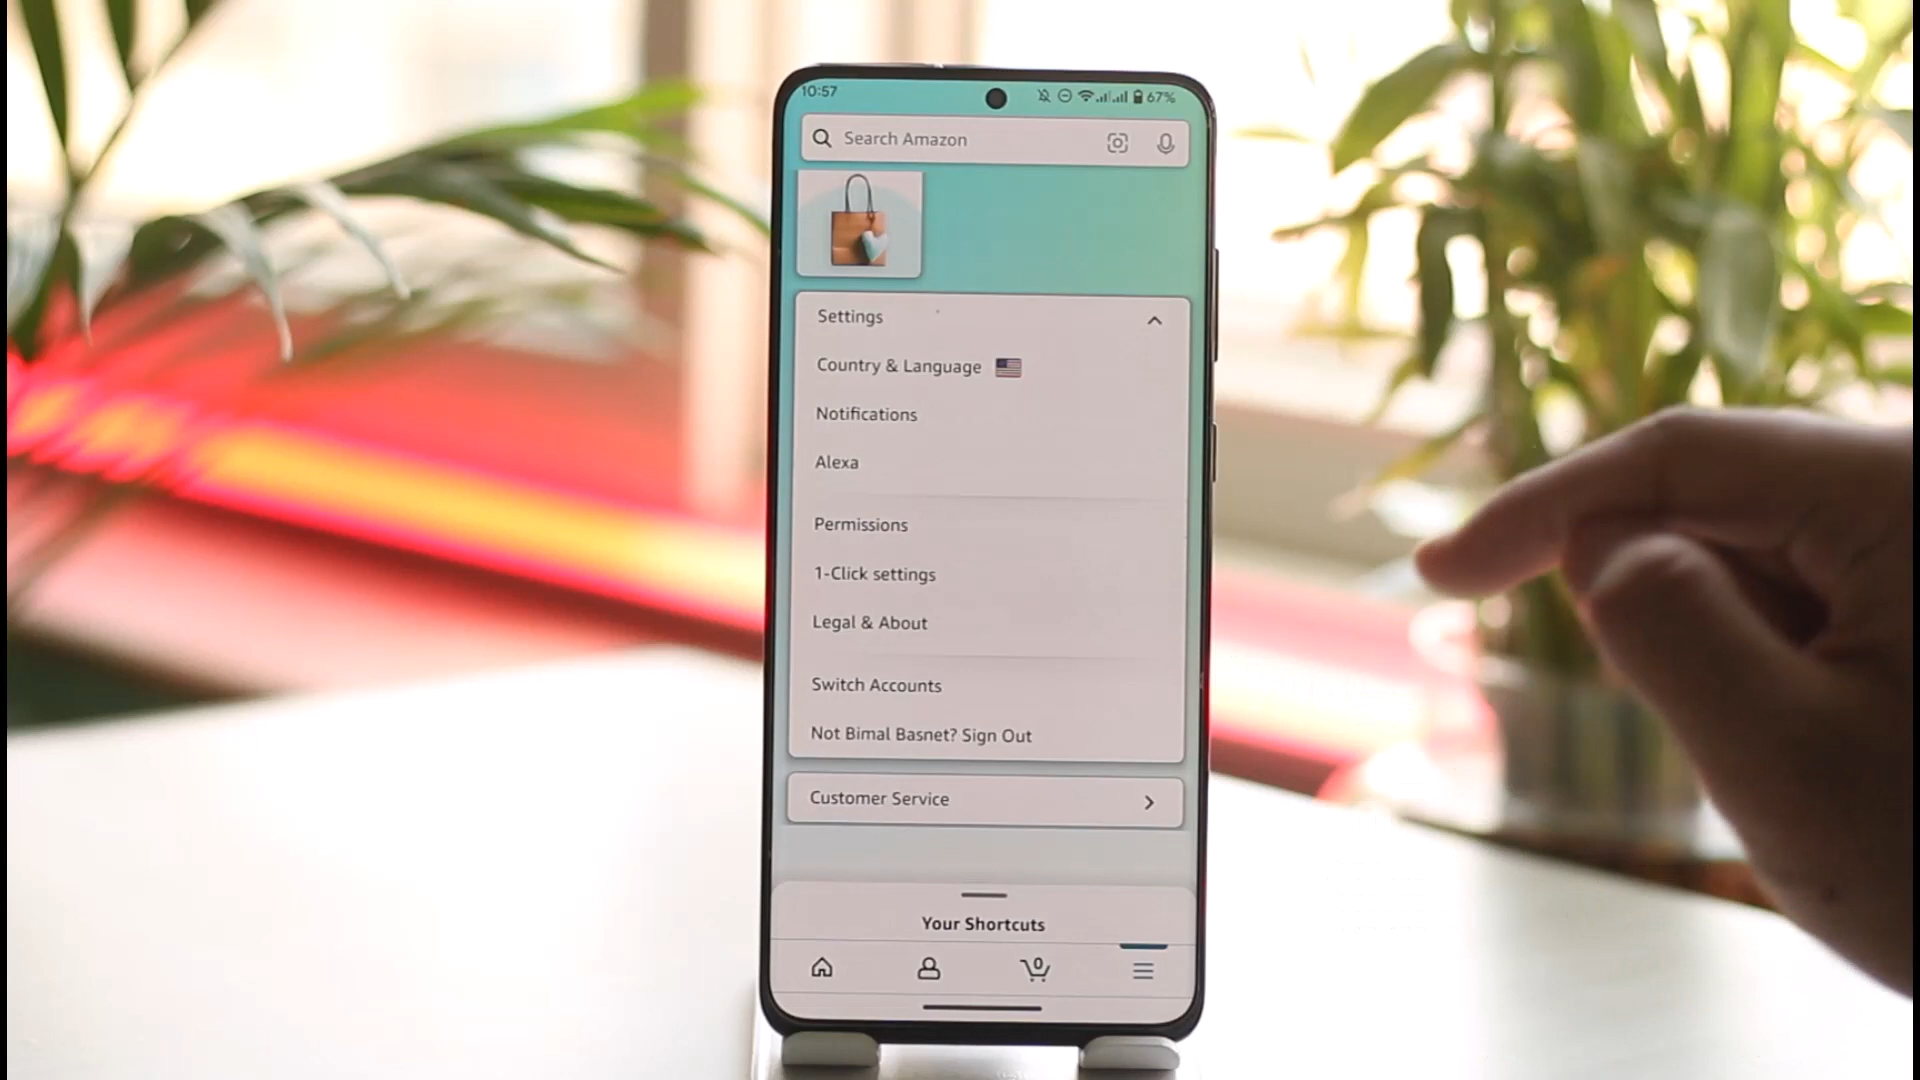 10:57
67%
Search Amazon
Settings
Country & Language
Notifications
Alexa
Permissions
1-Click settings
Legal & About
Switch Accounts
Not Bimal Basnet? Sign Out
Customer Service
Your Shortcuts
0